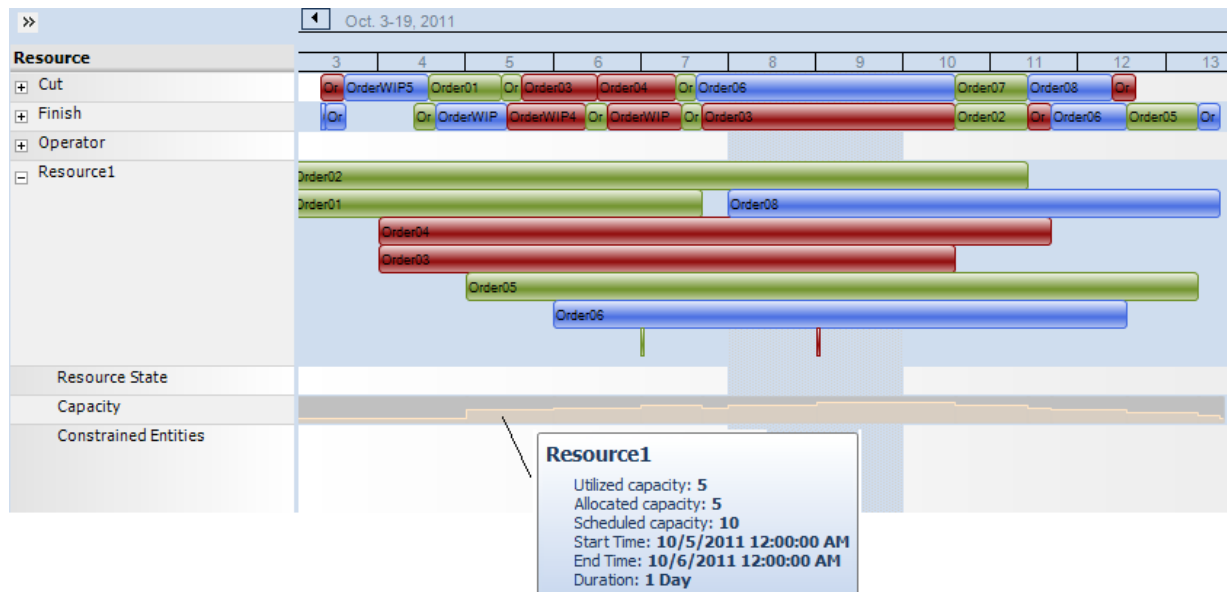 » Oct. 3-19, 2011
Resource 3 4 5 6 7 8 9 10 11 12 13
Cut Or OrderWIP5 Order01 Or Order03 Order04 Or Order06 Order07 Order08 Or
Finish Or Or OrderWIP OrderWIP4 Or OrderWIP Or Order03 Order02 Or Order06 Order05 Or
Operator
Resource1
Order02
Order01 Order08
Order04
Order03
Order05
Order06
Resource State
Capacity
Constrained Entities
Resource1
Utilized capacity: 5
Allocated capacity: 5
Scheduled capacity: 10
Start Time: 10/5/2011 12:00:00 AM
End Time: 10/6/2011 12:00:00 AM
Duration: 1 Day